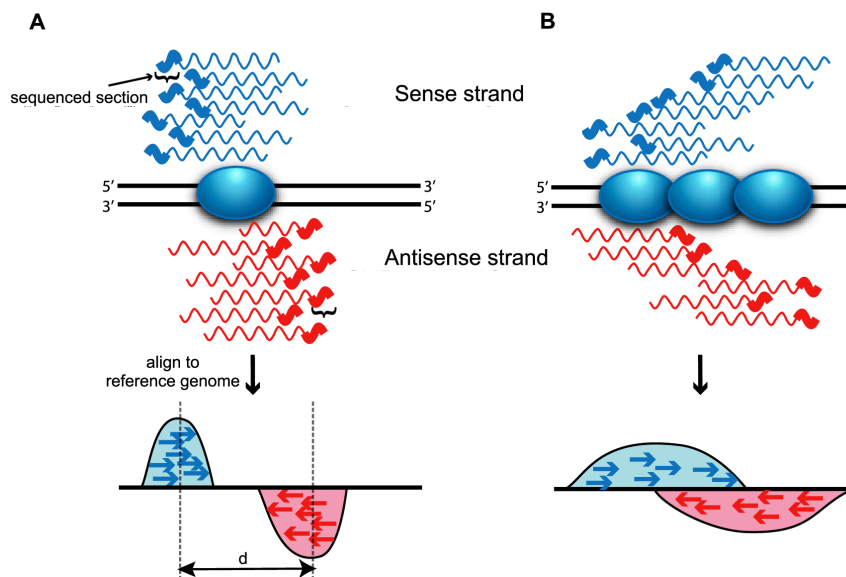 A
B
sequenced section
Sense strand
5′ 3′
3′ 5′
5′
3′
Antisense strand
align to
reference genome
d